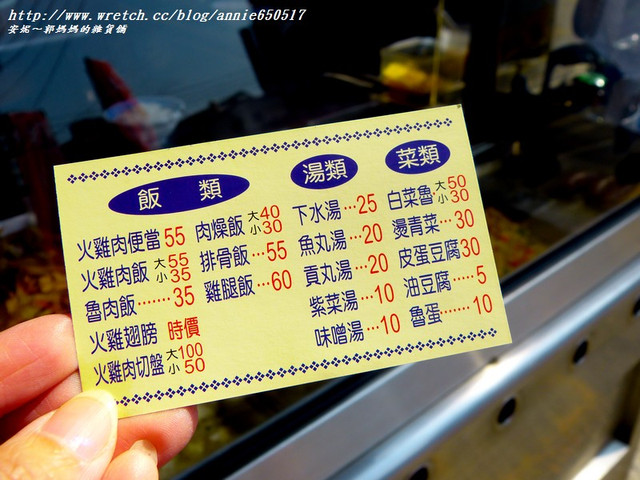 http://www.wretch.cc/blog/annie650517
安妮～郭媽媽的雜貨舖
飯 類
火雞肉便當 55
火雞肉飯 大55 小35
魯肉飯……35
火雞翅膀 時價
火雞肉切盤 大100 小50
肉燥飯 大40 小30
排骨飯…55
雞腿飯…60
湯類
下水湯…25
魚丸湯…20
貢丸湯…20
紫菜湯…10
味噌湯…10
菜類
白菜魯 大50 小30
燙青菜…30
皮蛋豆腐30
油豆腐……5
魯蛋……10